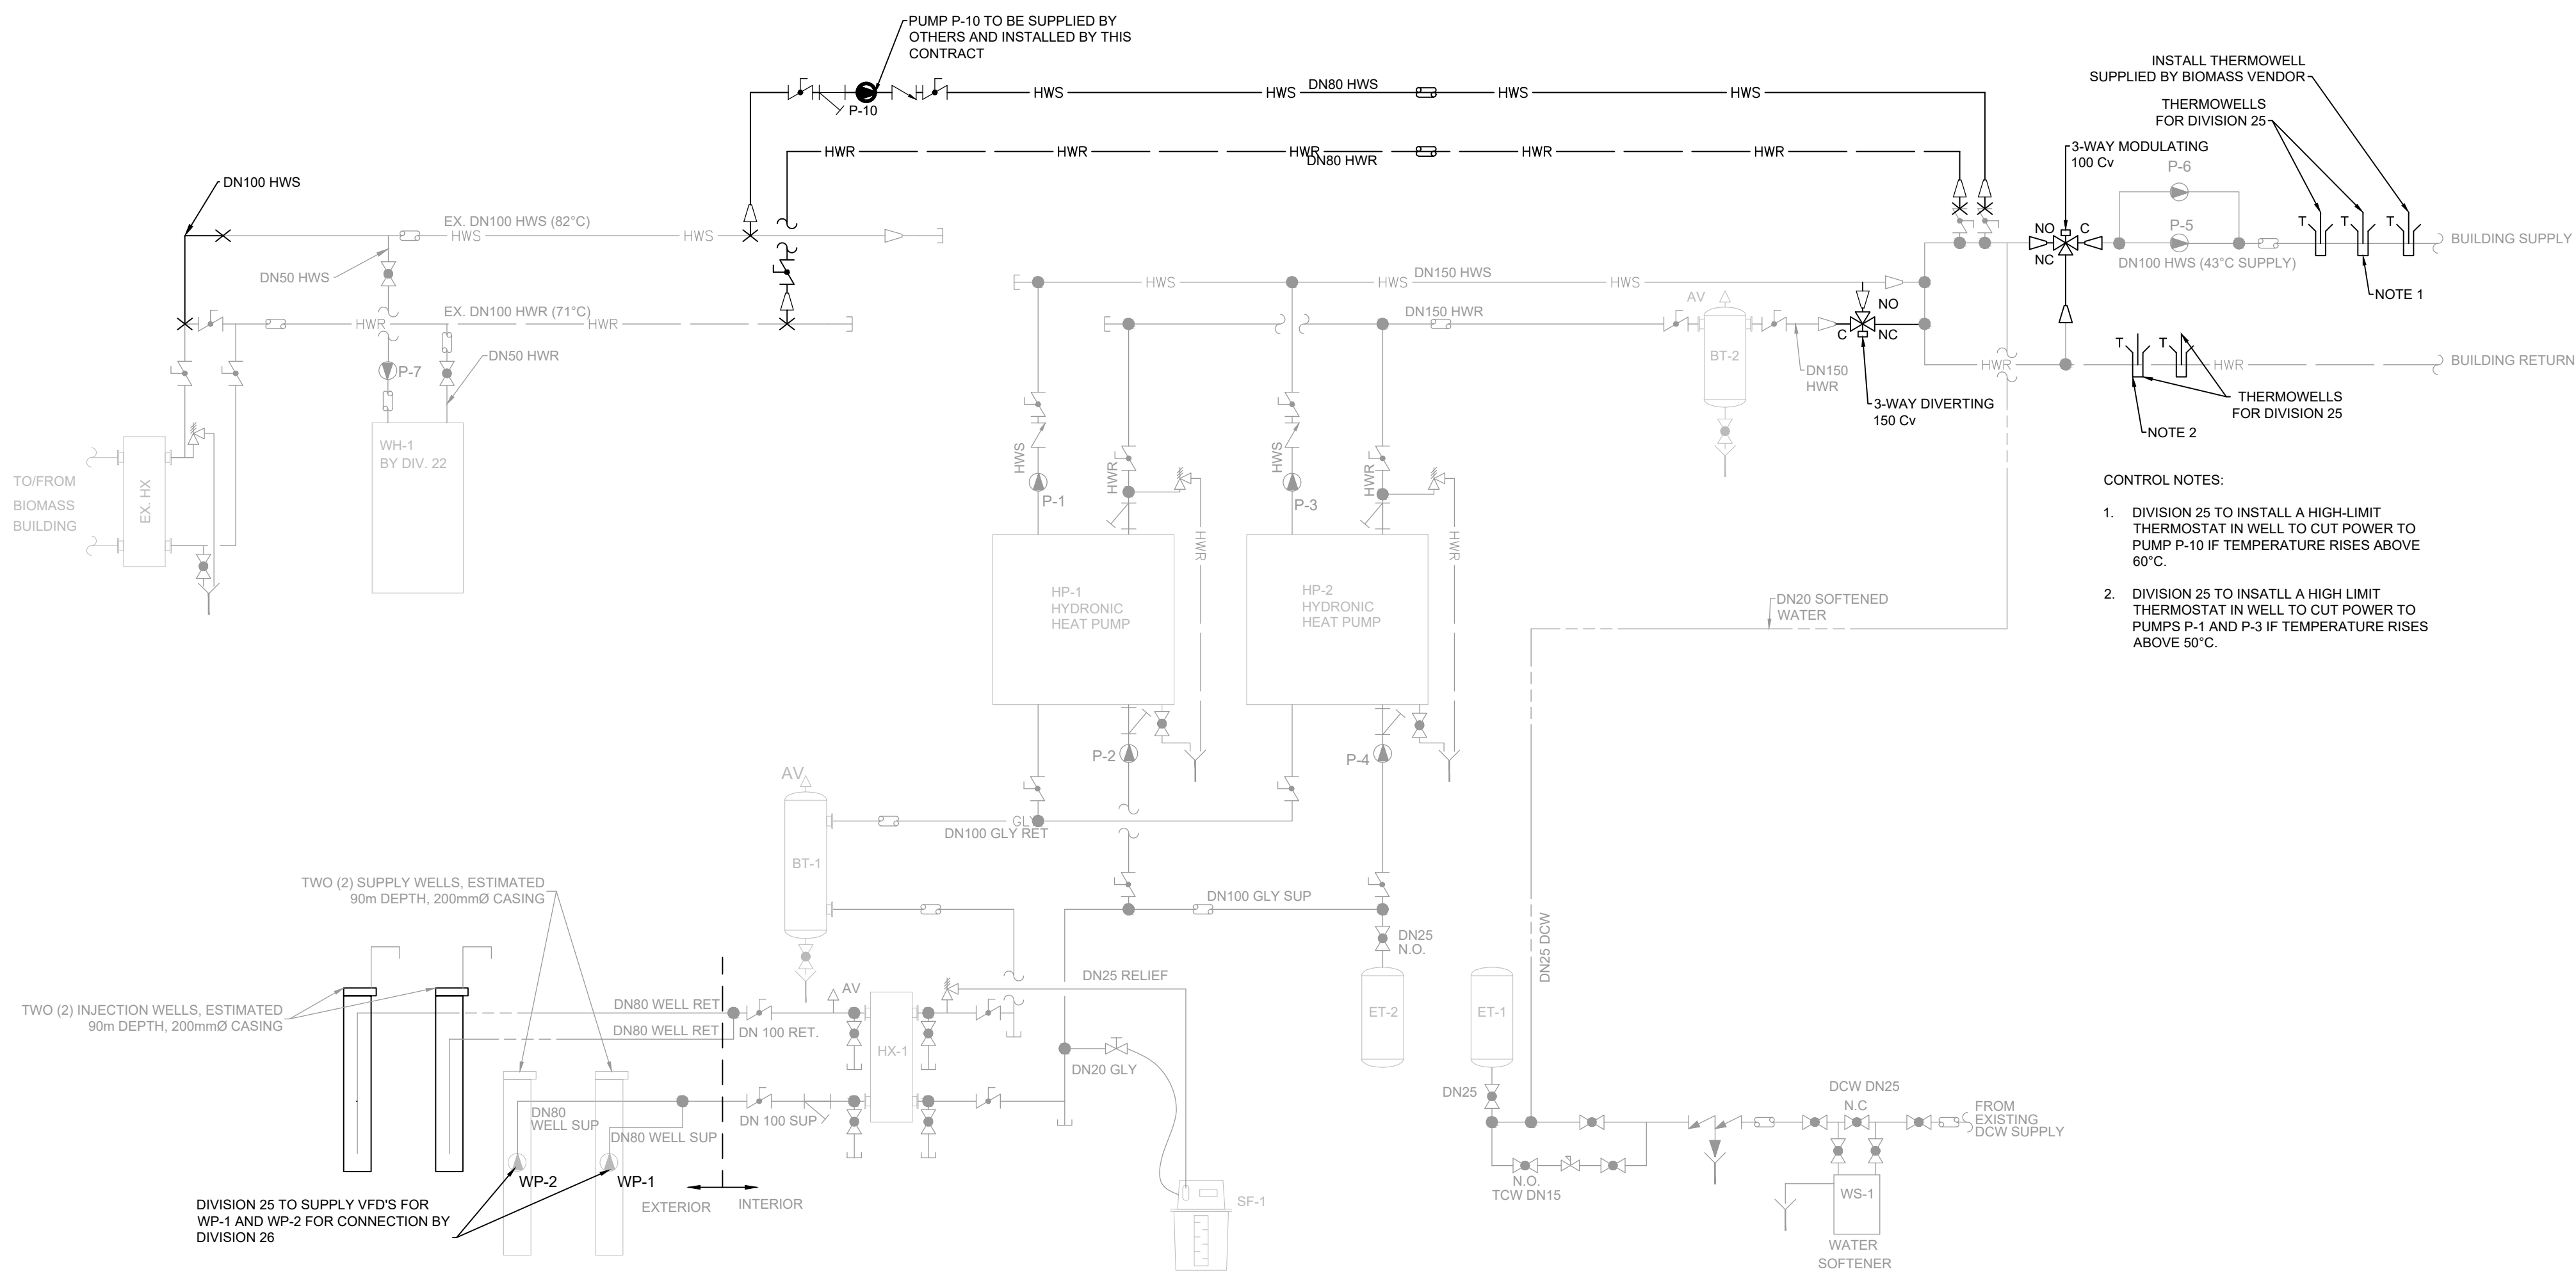 PUMP P-10 TO BE SUPPLIED BY
OTHERS AND INSTALLED BY THIS
CONTRACT
P-10
HWS
HWS
DN80 HWS
HWS
HWS
HWR
HWR
HWR
DN80 HWR
HWR
HWR
INSTALL THERMOWELL
SUPPLIED BY BIOMASS VENDOR
THERMOWELLS
FOR DIVISION 25
3-WAY MODULATING
100 Cv
P-6
P-5
NO
C
NC
T
T
T
BUILDING SUPPLY
DN100 HWS (43°C SUPPLY)
NOTE 1
DN100 HWS
EX. DN100 HWS (82°C)
HWS
HWS
DN50 HWS
EX. DN100 HWR (71°C)
HWR
HWR
DN50 HWR
P-7
WH-1
BY DIV. 22
EX. HX
TO/FROM
BIOMASS
BUILDING
HWS
DN150 HWS
HWS
HWS
DN150 HWR
AV
BT-2
NO
C
NC
DN150
HWR
3-WAY DIVERTING
150 Cv
HWR
T
T
HWR
BUILDING RETURN
THERMOWELLS
FOR DIVISION 25
NOTE 2
HWS
P-1
HWR
HWS
P-3
HWR
HWR
HWR
HP-1
HYDRONIC
HEAT PUMP
HP-2
HYDRONIC
HEAT PUMP
CONTROL NOTES:
1. DIVISION 25 TO INSTALL A HIGH-LIMIT
THERMOSTAT IN WELL TO CUT POWER TO
PUMP P-10 IF TEMPERATURE RISES ABOVE
60°C.
2. DIVISION 25 TO INSATLL A HIGH LIMIT
THERMOSTAT IN WELL TO CUT POWER TO
PUMPS P-1 AND P-3 IF TEMPERATURE RISES
ABOVE 50°C.
DN20 SOFTENED
WATER
P-2
P-4
AV
GLY
DN100 GLY RET
BT-1
DN100 GLY SUP
DN25
N.O.
TWO (2) SUPPLY WELLS, ESTIMATED
90m DEPTH, 200mmØ CASING
TWO (2) INJECTION WELLS, ESTIMATED
90m DEPTH, 200mmØ CASING
DN80 WELL RET
DN80 WELL RET
DN 100 RET.
AV
HX-1
DN25 RELIEF
DN20 GLY
ET-2
ET-1
DN25 DCW
DN25
DN80
WELL SUP
DN80 WELL SUP
DN 100 SUP
WP-2
WP-1
EXTERIOR
INTERIOR
DIVISION 25 TO SUPPLY VFD'S FOR
WP-1 AND WP-2 FOR CONNECTION BY
DIVISION 26
SF-1
N.O.
TCW DN15
DCW DN25
N.C
FROM
EXISTING
DCW SUPPLY
WS-1
WATER
SOFTENER